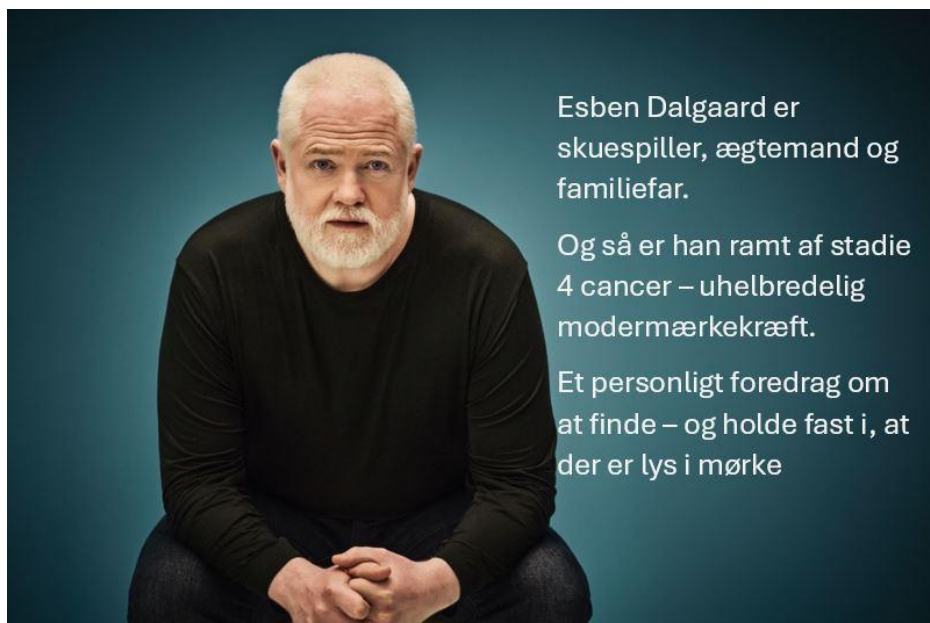 Esben Dalgaard er
skuespiller, ægtemand og
familiefar.
Og så er han ramt af stadie
4 cancer – uhelbredelig
modermærkekræft.
Et personligt foredrag om
at finde – og holde fast i, at
der er lys i mørke